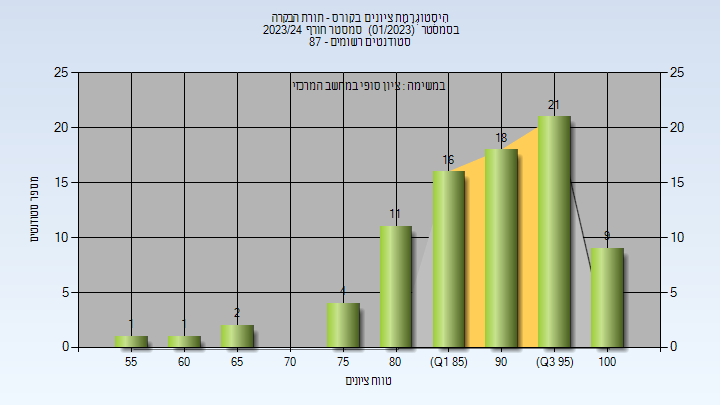 היסטוגרמת ציונים בקורס - תורת הבקרה
בסמסטר (01/2023) סמסטר חורף 2023/24
סטודנטים רשומים - 87
במשימה : ציון סופי במחשב המרכזי
25 25
20 20
15 15
10 10
5 5
0 0
1 1 2 4 11 16 18 21 9
55 60 65 70 75 80 (Q1 85) 90 (Q3 95) 100
מספר סטודנטים
טווח ציונים